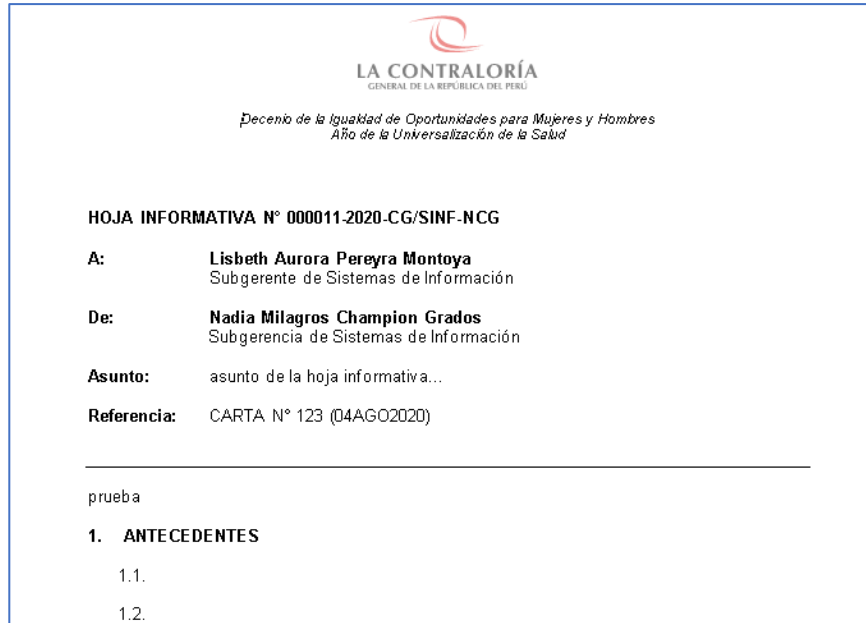 LA CONTRALORÍA
GENERAL DE LA REPÚBLICA DEL PERÚ
Decenio de la Igualdad de Oportunidades para Mujeres y Hombres
Año de la Universalización de la Salud
HOJA INFORMATIVA N° 000011-2020-CG/SINF-NCG
A: Lisbeth Aurora Pereyra Montoya
Subgerente de Sistemas de Información
De: Nadia Milagros Champion Grados
Subgerencia de Sistemas de Información
Asunto: asunto de la hoja informativa...
Referencia: CARTA N° 123 (04AGO2020)
prueba
1. ANTECEDENTES
1.1.
1.2.